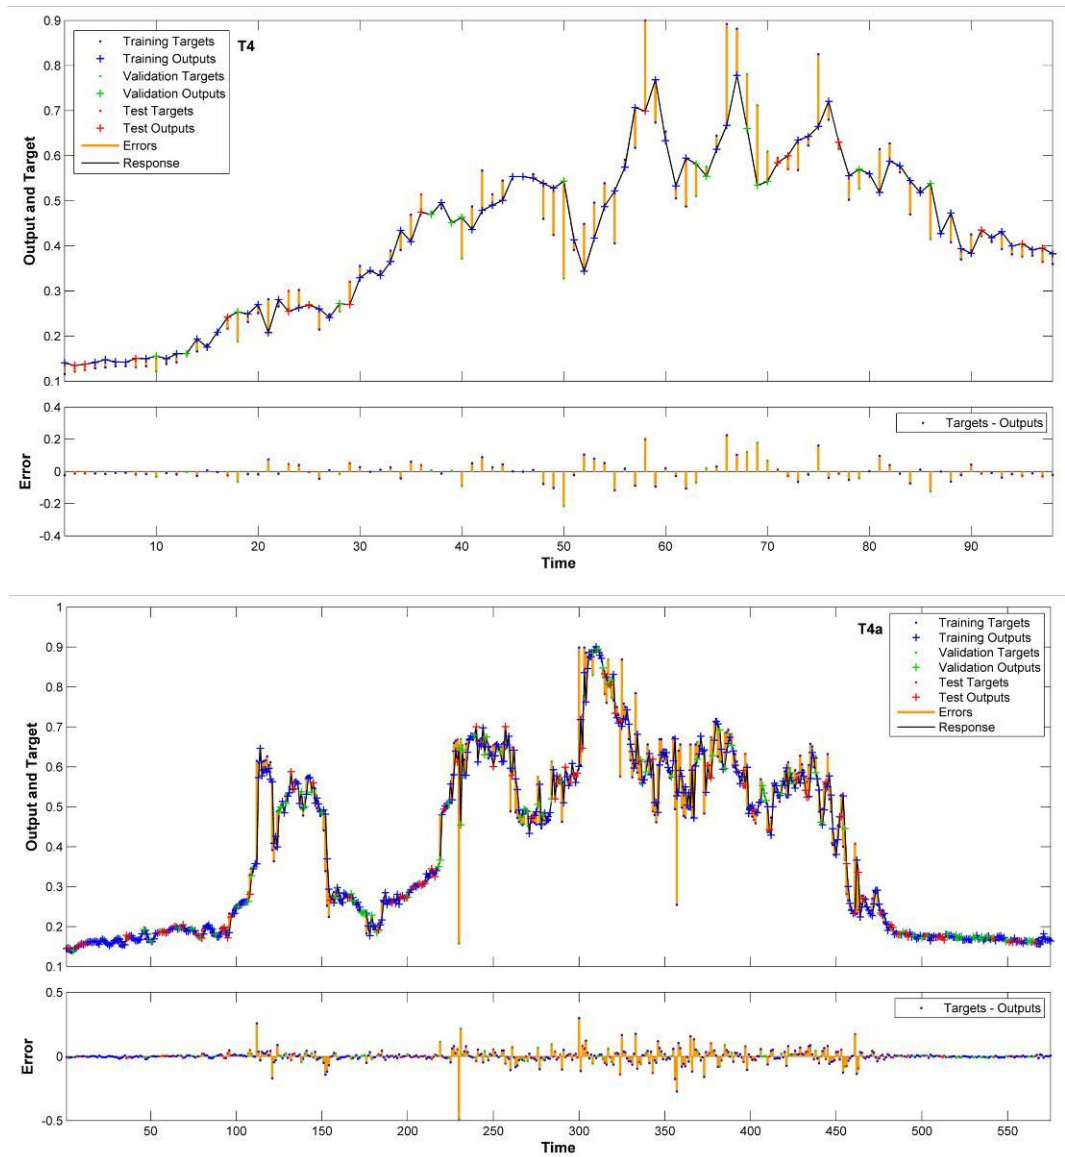 0.9
0.8
0.7
0.6
0.5
0.4
0.3
0.2
0.1
Output and Target
Training Targets
Training Outputs
Validation Targets
Validation Outputs
Test Targets
Test Outputs
Errors
Response
T4
0.4
0.2
0
-0.2
-0.4
Error
Targets - Outputs
10 20 30 40 50 60 70 80 90
Time
1
0.9
0.8
0.7
0.6
0.5
0.4
0.3
0.2
0.1
Output and Target
T4a
Training Targets
Training Outputs
Validation Targets
Validation Outputs
Test Targets
Test Outputs
Errors
Response
0.5
0
-0.5
Error
Targets - Outputs
50 100 150 200 250 300 350 400 450 500 550
Time